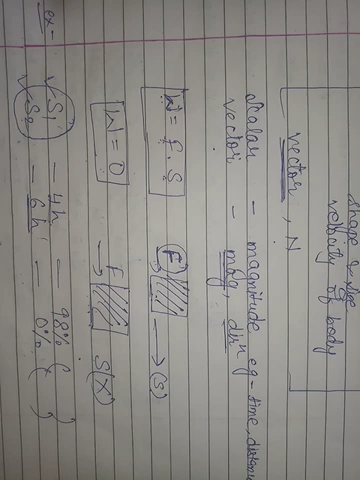 shape & size
velocity of body
vector, N
scalar - magnitude eg - time, distanc
vector - mag, dirⁿ
W = F . S F → (s)
W = 0 F → S(X)
ex - S1 - 4h - 98% {
S2 - 6h - 0% { }